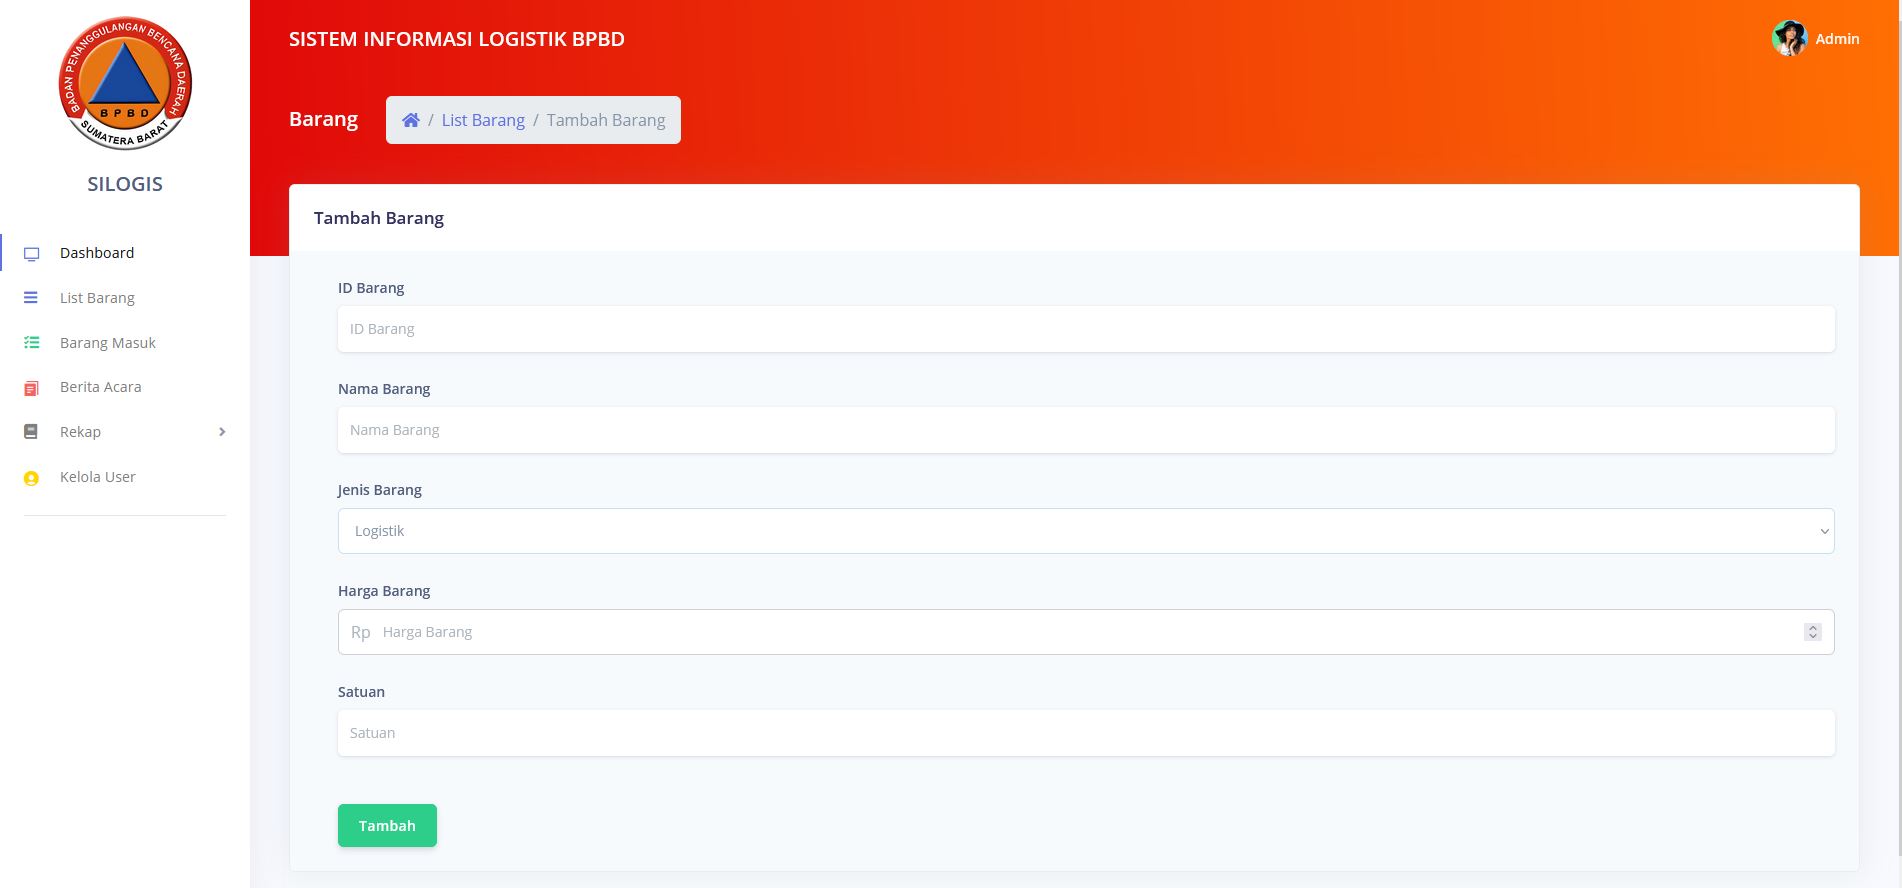 BADAN PENANGGULANGAN BENCANA DAERAH
BPBD
SUMATERA BARAT
SILOGIS
Dashboard
List Barang
Barang Masuk
Berita Acara
Rekap
Kelola User
SISTEM INFORMASI LOGISTIK BPBD
Admin
Barang
/ List Barang / Tambah Barang
Tambah Barang
ID Barang
ID Barang
Nama Barang
Nama Barang
Jenis Barang
Logistik
Harga Barang
Rp Harga Barang
Satuan
Satuan
Tambah